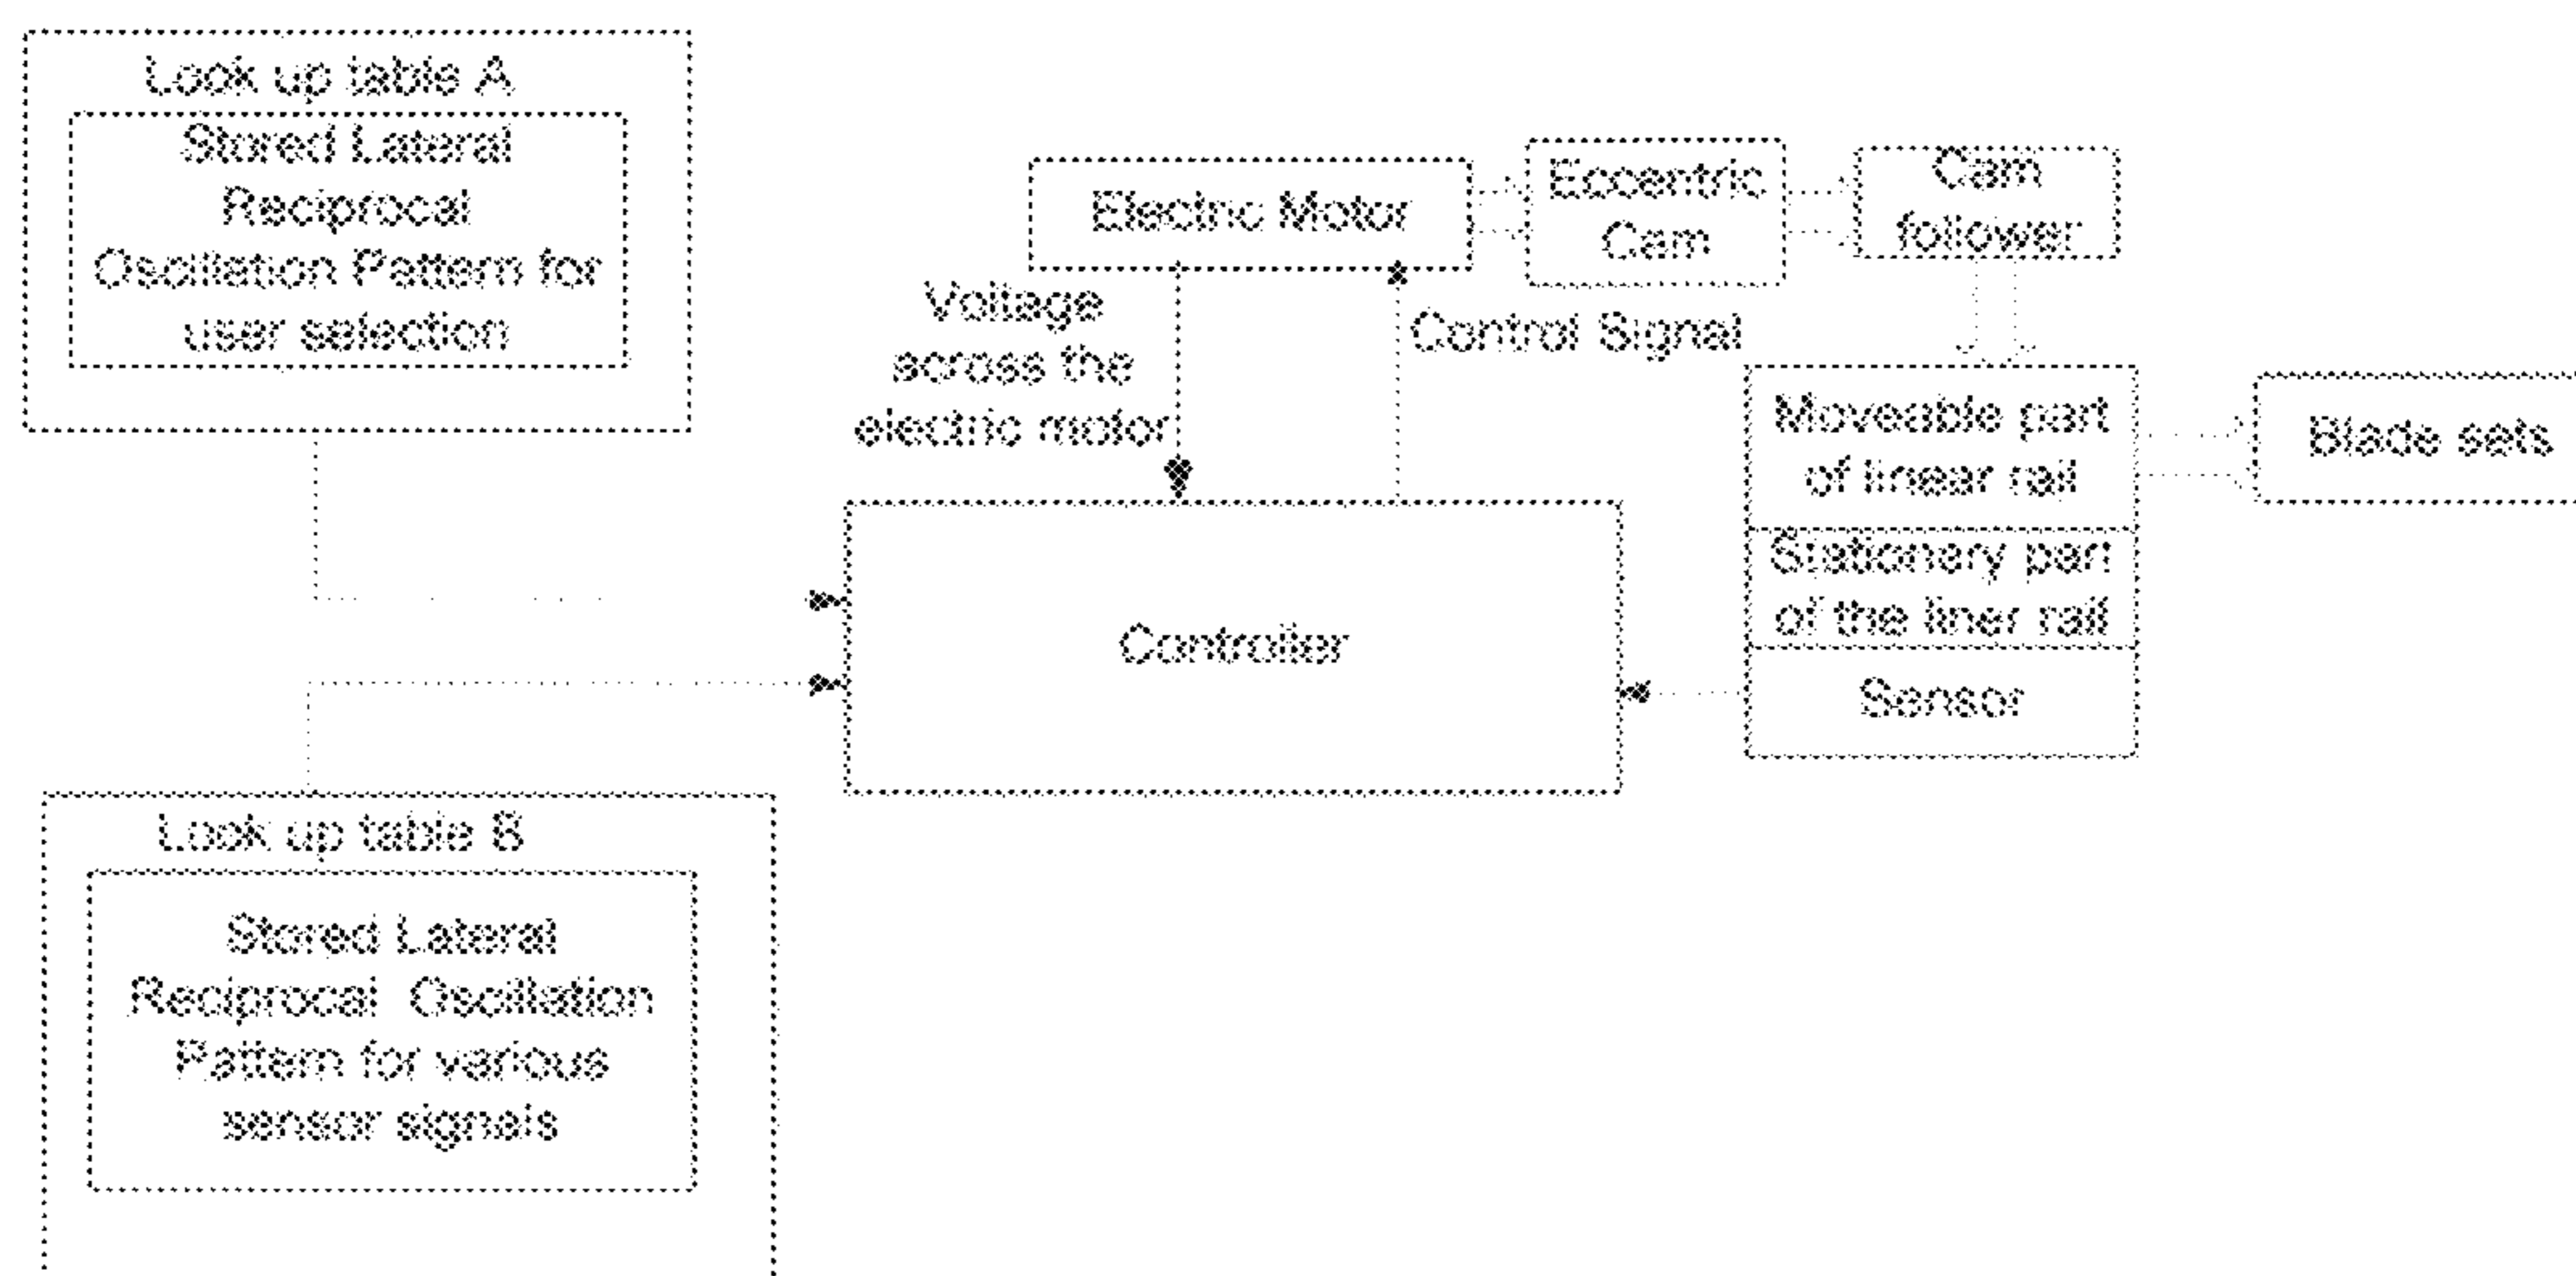 Look up table A
Stored Lateral
Reciprocal
Oscillation Pattern for
user selection
Electric Motor
Eccentric
Cam
Cam
follower
Voltage
across the
electric motor
Control Signal
Moveable part
of linear rail
Blade sets
Stationary part
of the liner rail
Sensor
Controller
Look up table B
Stored Lateral
Reciprocal Oscillation
Pattern for various
sensor signals